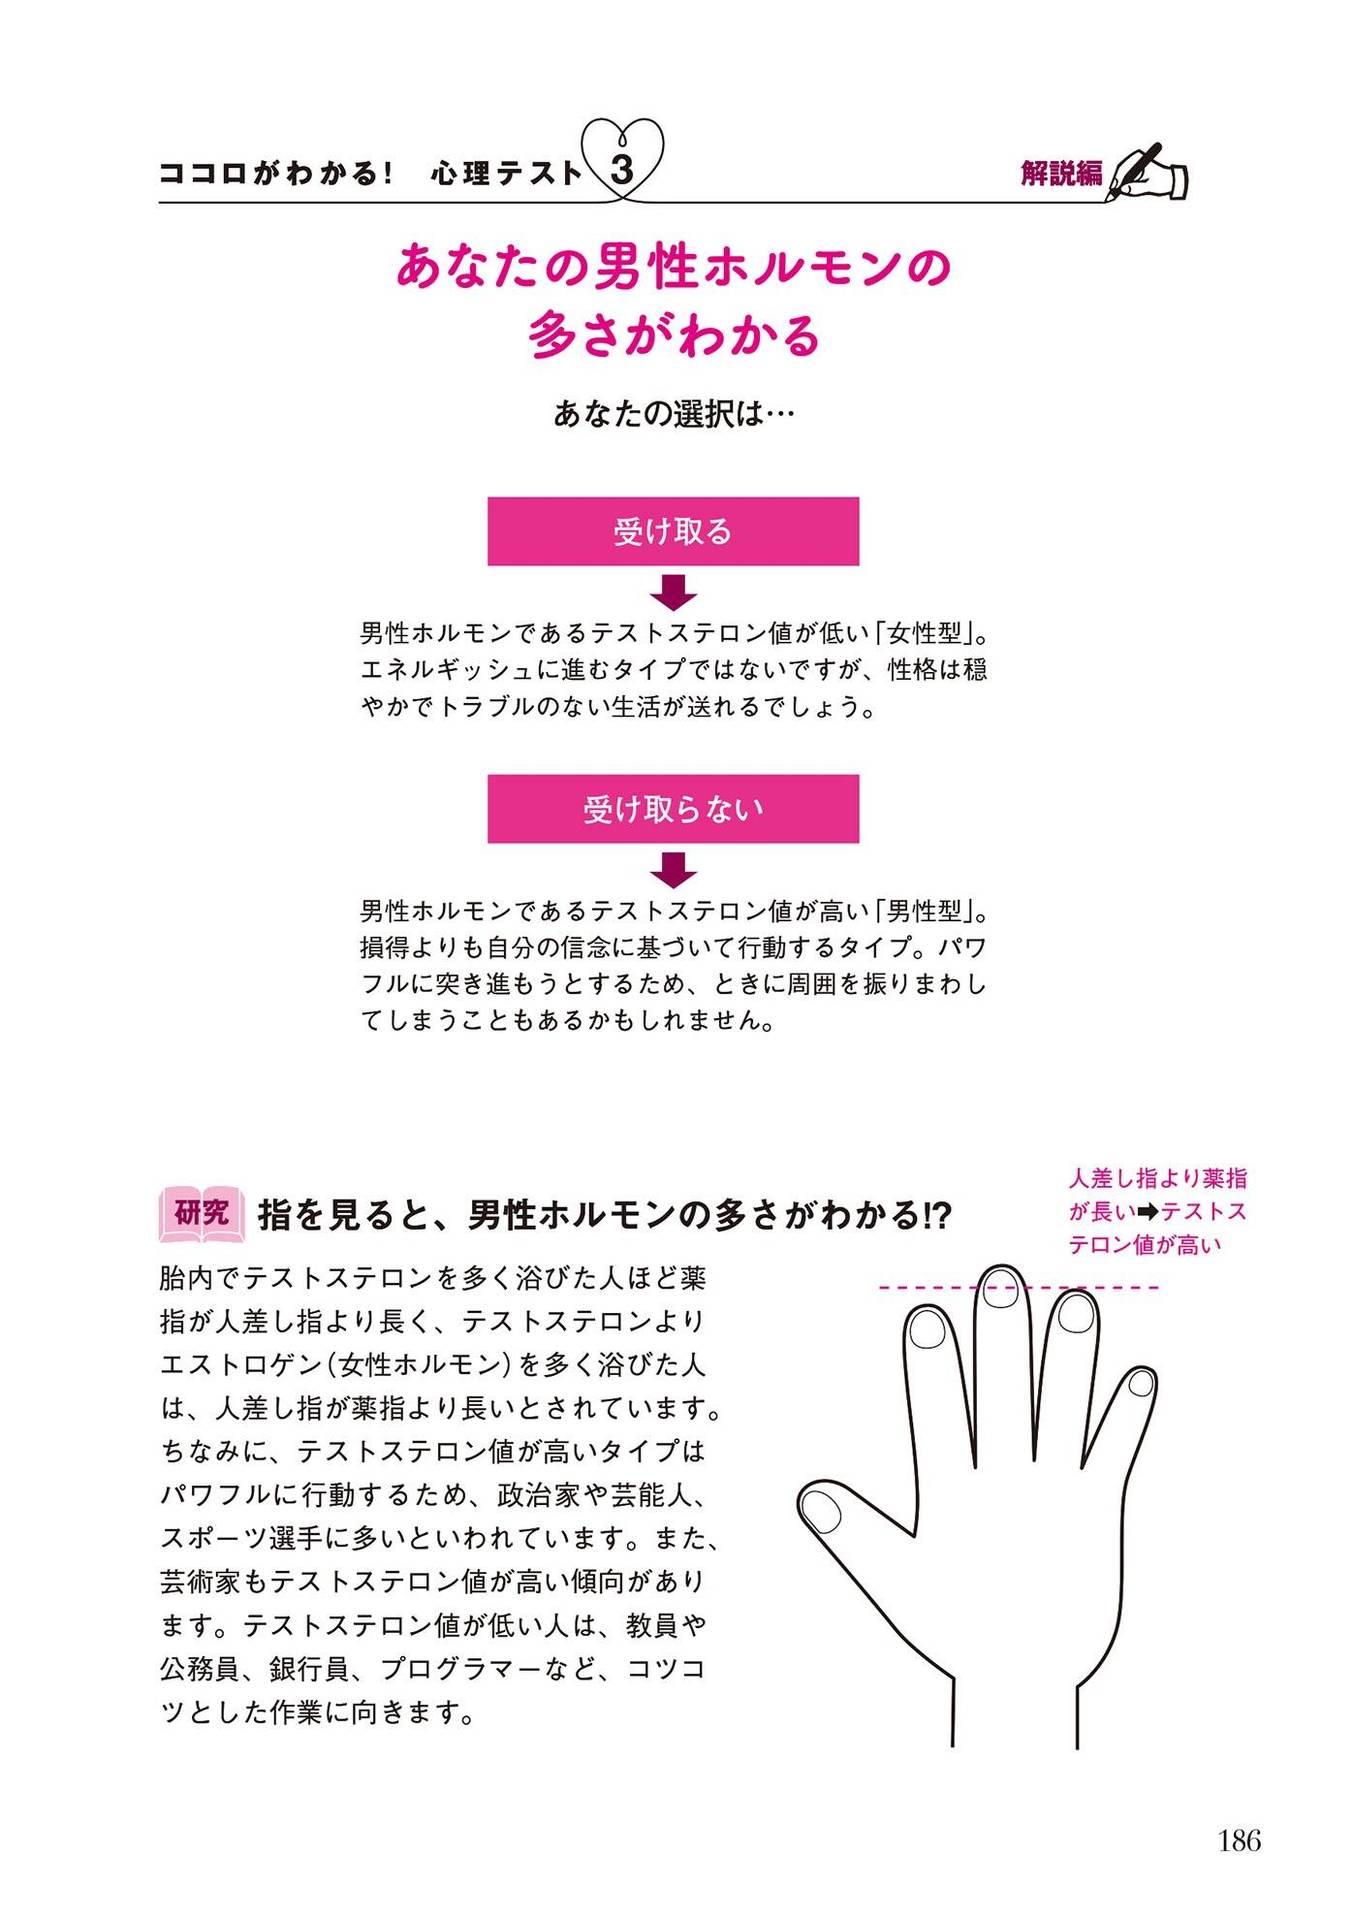 ココロがわかる！ 心理テスト 3 解説編
あなたの男性ホルモンの
多さがわかる
あなたの選択は…
受け取る
男性ホルモンであるテストステロン値が低い「女性型」。
エネルギッシュに進むタイプではないですが、性格は穏
やかでトラブルのない生活が送れるでしょう。
受け取らない
男性ホルモンであるテストステロン値が高い「男性型」。
損得よりも自分の信念に基づいて行動するタイプ。パワ
フルに突き進もうとするため、ときに周囲を振りまわし
てしまうこともあるかもしれません。
研究 指を見ると、男性ホルモンの多さがわかる!?
胎内でテストステロンを多く浴びた人ほど薬
指が人差し指より長く、テストステロンより
エストロゲン（女性ホルモン）を多く浴びた人
は、人差し指が薬指より長いとされています。
ちなみに、テストステロン値が高いタイプは
パワフルに行動するため、政治家や芸能人、
スポーツ選手に多いといわれています。また、
芸術家もテストステロン値が高い傾向があり
ます。テストステロン値が低い人は、教員や
公務員、銀行員、プログラマーなど、コツコ
ツとした作業に向きます。
人差し指より薬指
が長い➡テストス
テロン値が高い
186